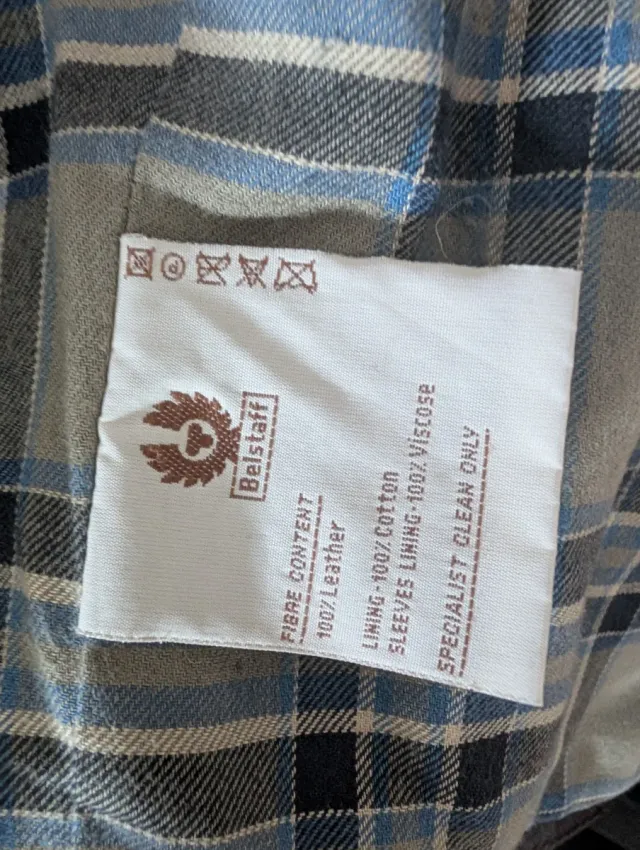 Belstaff
FIBRE CONTENT
100% Leather
LINING-100% Cotton
SLEEVES LINING-100% Viscose
SPECIALIST CLEAN ONLY